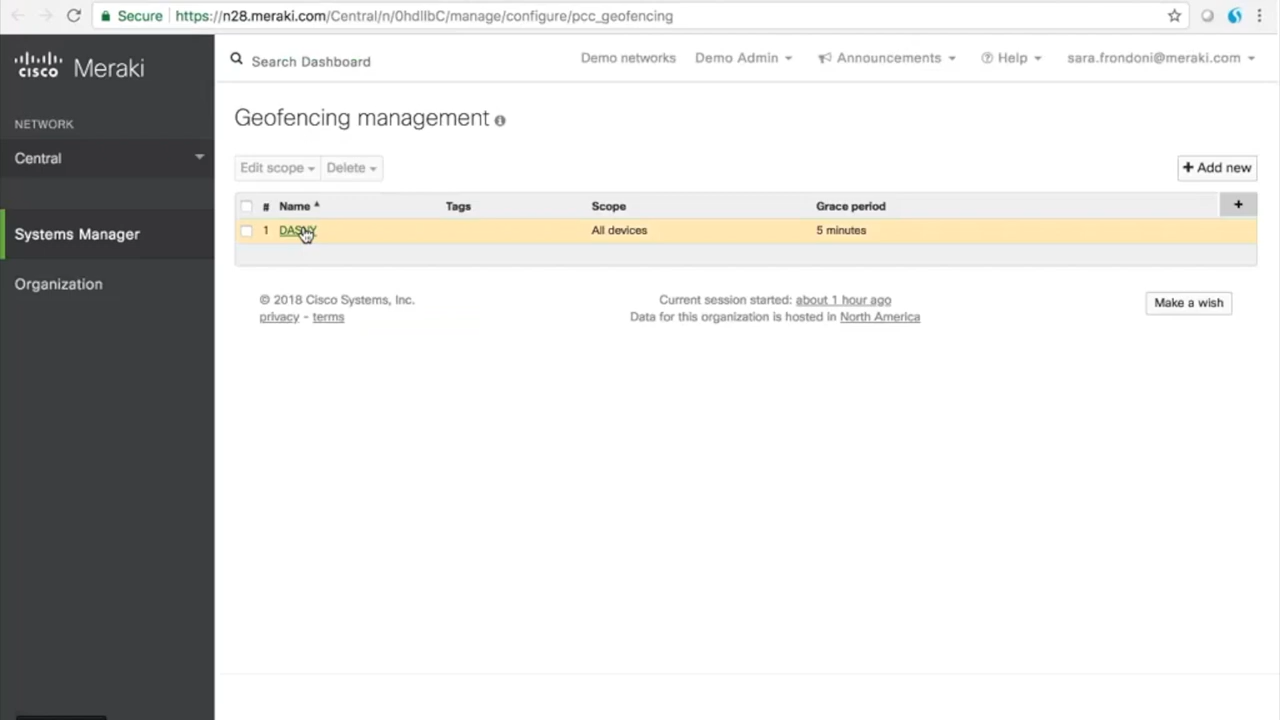 Secure https://n28.meraki.com/Central/n/0hdlIbC/manage/configure/pcc_geofencing
cisco Meraki
Search Dashboard
Demo networks Demo Admin Announcements Help sara.frondoni@meraki.com
NETWORK
Central
Systems Manager
Organization
Geofencing management
Edit scope Delete + Add new
# Name Tags Scope Grace period +
1 All devices 5 minutes
© 2018 Cisco Systems, Inc. Current session started: about 1 hour ago Make a wish
privacy - terms Data for this organization is hosted in North America